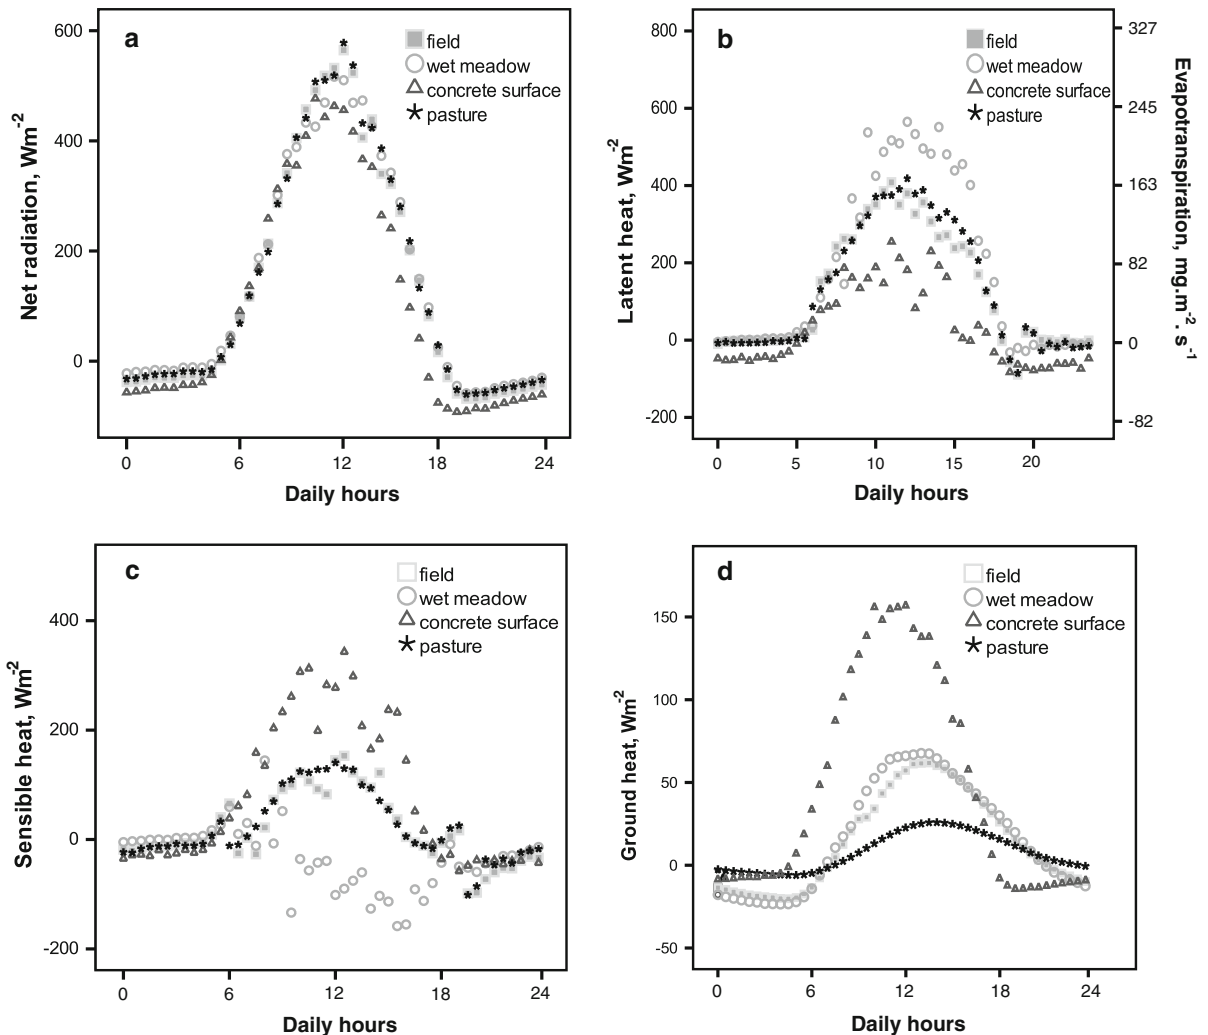 a
field
wet meadow
concrete surface
pasture
600
400
200
0
Net radiation, Wm-2
0 6 12 18 24
Daily hours
b
field
wet meadow
concrete surface
pasture
800
600
400
200
0
-200
Latent heat, Wm-2
327
245
163
82
0
-82
Evapotranspiration, mg.m-2. s-1
0 5 10 15 20
Daily hours
c
field
wet meadow
concrete surface
pasture
400
200
0
-200
Sensible heat, Wm-2
0 6 12 18 24
Daily hours
d
field
wet meadow
concrete surface
pasture
150
100
50
0
-50
Ground heat, Wm-2
0 6 12 18 24
Daily hours